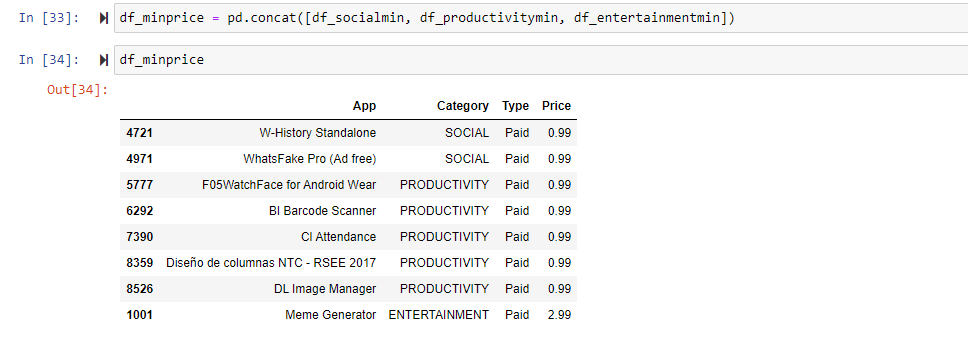 In [33]: df_minprice = pd.concat([df_socialmin, df_productivitymin, df_entertainmentmin])
In [34]: df_minprice
Out[34]:
App Category Type Price
4721 W-History Standalone SOCIAL Paid 0.99
4971 WhatsFake Pro (Ad free) SOCIAL Paid 0.99
5777 F05WatchFace for Android Wear PRODUCTIVITY Paid 0.99
6292 BI Barcode Scanner PRODUCTIVITY Paid 0.99
7390 CI Attendance PRODUCTIVITY Paid 0.99
8359 Diseño de columnas NTC - RSEE 2017 PRODUCTIVITY Paid 0.99
8526 DL Image Manager PRODUCTIVITY Paid 0.99
1001 Meme Generator ENTERTAINMENT Paid 2.99